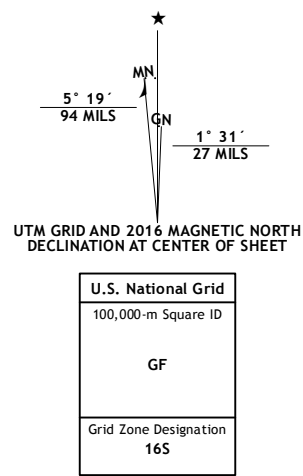 ★
MN.
5° 19´
94 MILS
GN
1° 31´
27 MILS
UTM GRID AND 2016 MAGNETIC NORTH
DECLINATION AT CENTER OF SHEET
U.S. National Grid
100,000-m Square ID
GF
Grid Zone Designation
16S